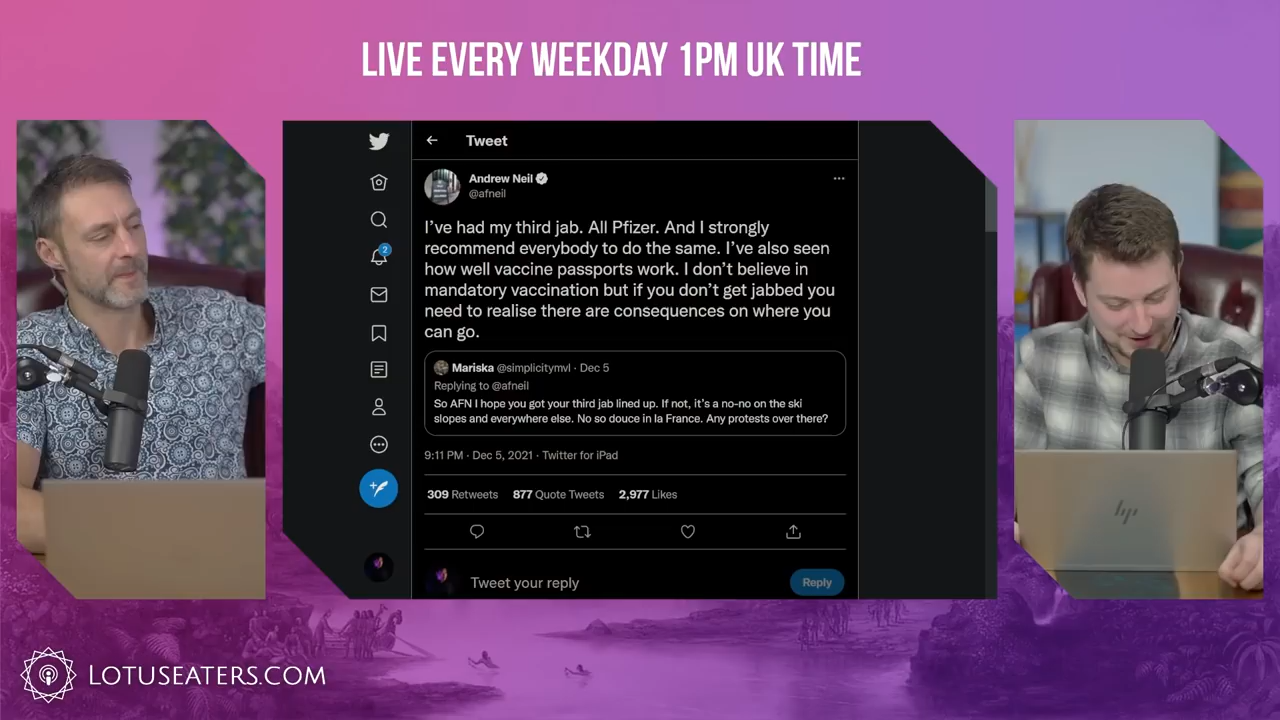 LIVE EVERY WEEKDAY 1PM UK TIME
Tweet
Andrew Neil
@afneil
I've had my third jab. All Pfizer. And I strongly
recommend everybody to do the same. I've also seen
how well vaccine passports work. I don't believe in
mandatory vaccination but if you don't get jabbed you
need to realise there are consequences on where you
can go.
Mariska @simplicitymvl · Dec 5
Replying to @afneil
So AFN I hope you got your third jab lined up. If not, it's a no-no on the ski
slopes and everywhere else. No so douce in la France. Any protests over there?
9:11 PM · Dec 5, 2021 · Twitter for iPad
309 Retweets 877 Quote Tweets 2,977 Likes
Tweet your reply
Reply
2
hp
LOTUSEATERS.COM